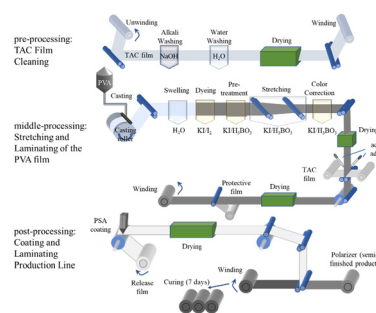 Unwinding
Alkali
Washing
Water
Washing
Winding
pre-processing:
TAC Film
Cleaning
TAC film
NaOH
H2O
Drying
PVA
Casting
Swelling
Dyeing
Pre-
treatment
Stretching
Color
Correction
middle-processing:
Stretching and
Laminating of the
PVA film
Casting
roller
H2O
KI/I2
KI/H3BO3
KI/H3BO3
KI/H3BO3
Drying
TAC
film
Winding
Protective
film
Drying
PSA
coating
post-processing:
Coating and
Laminating
Production Line
Drying
Release
film
Curing (7 days)
Winding
Polarizer (semi-
finished product